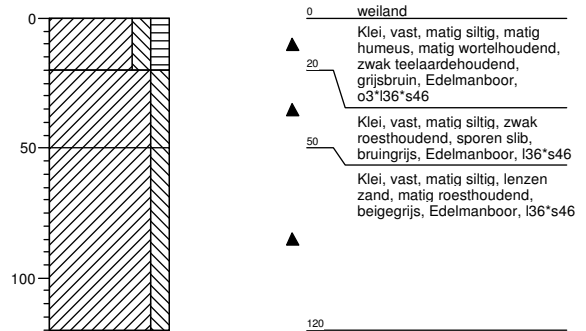 0
50
100
0 weiland
Klei, vast, matig siltig, matig
humeus, matig wortelhoudend,
zwak teelaardehoudend,
grijsbruin, Edelmanboor,
o3*l36*s46
20
Klei, vast, matig siltig, zwak
roesthoudend, sporen slib,
bruingrijs, Edelmanboor, l36*s46
50
Klei, vast, matig siltig, lenzen
zand, matig roesthoudend,
beigegrijs, Edelmanboor, l36*s46
120